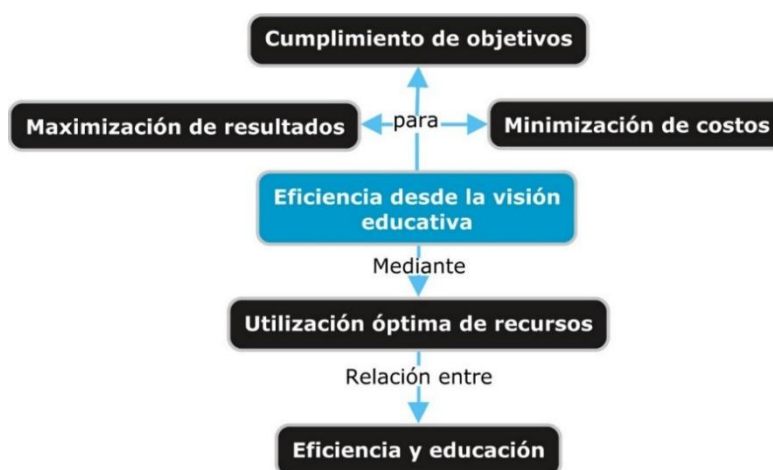 Cumplimiento de objetivos
Maximización de resultados
para
Minimización de costos
Eficiencia desde la visión
educativa
Mediante
Utilización óptima de recursos
Relación entre
Eficiencia y educación